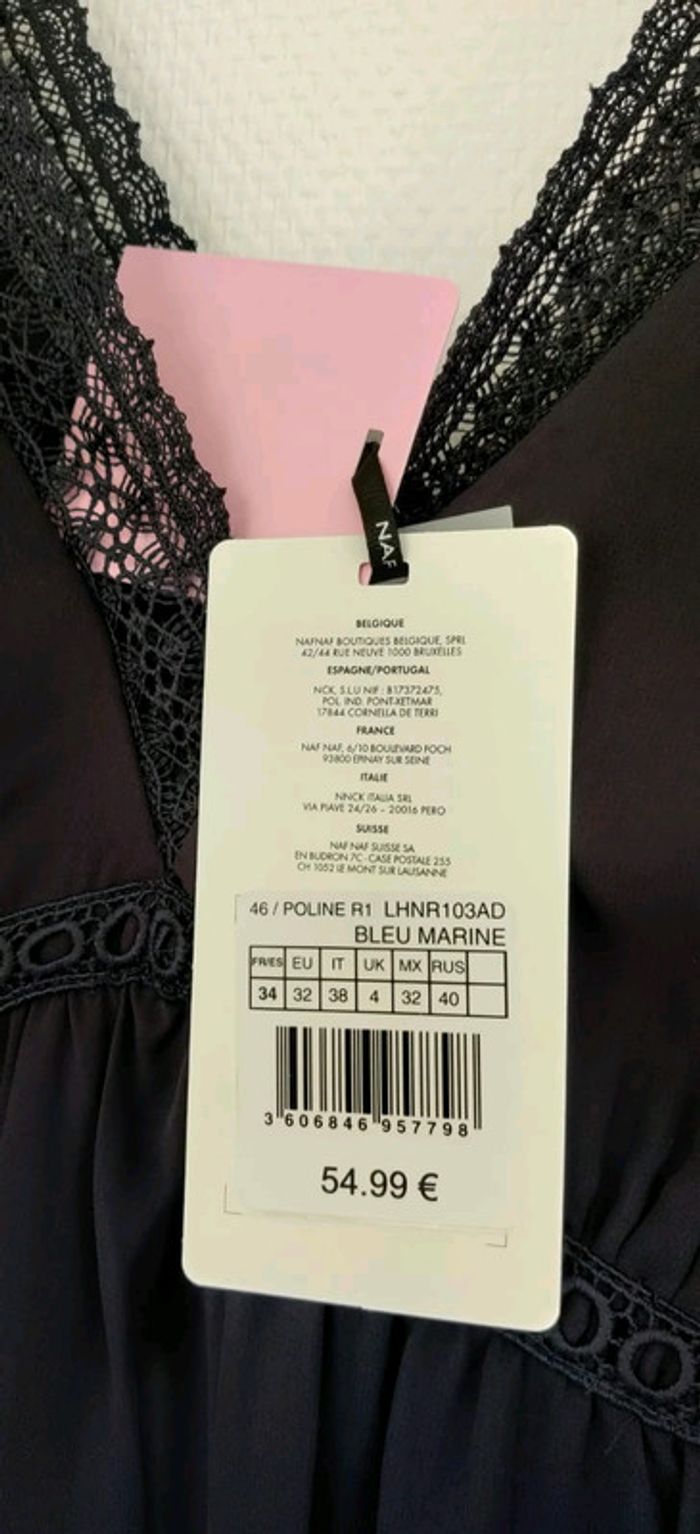 NAF
BELGIQUE
NAFNAF BOUTIQUES BELGIQUE, SPRL
42/44 RUE NEUVE 1000 BRUXELLES
ESPAGNE/PORTUGAL
NCK, S.L.U NIF : B17372475,
POL. IND. PONT-XETMAR
17844 CORNELLA DE TERRI
FRANCE
NAF NAF, 6/10 BOULEVARD FOCH
93800 EPINAY SUR SEINE
ITALIE
NNCK ITALIA SRL
VIA PIAVE 24/26 - 20016 PERO
SUISSE
NAF NAF SUISSE SA
EN BUDRON 7C - CASE POSTALE 255
CH 1052 LE MONT SUR LAUSANNE
46 / POLINE R1 LHNR103AD
BLEU MARINE
FR/ES EU IT UK MX RUS
34 32 38 4 32 40
3 606846 957798
54.99 €